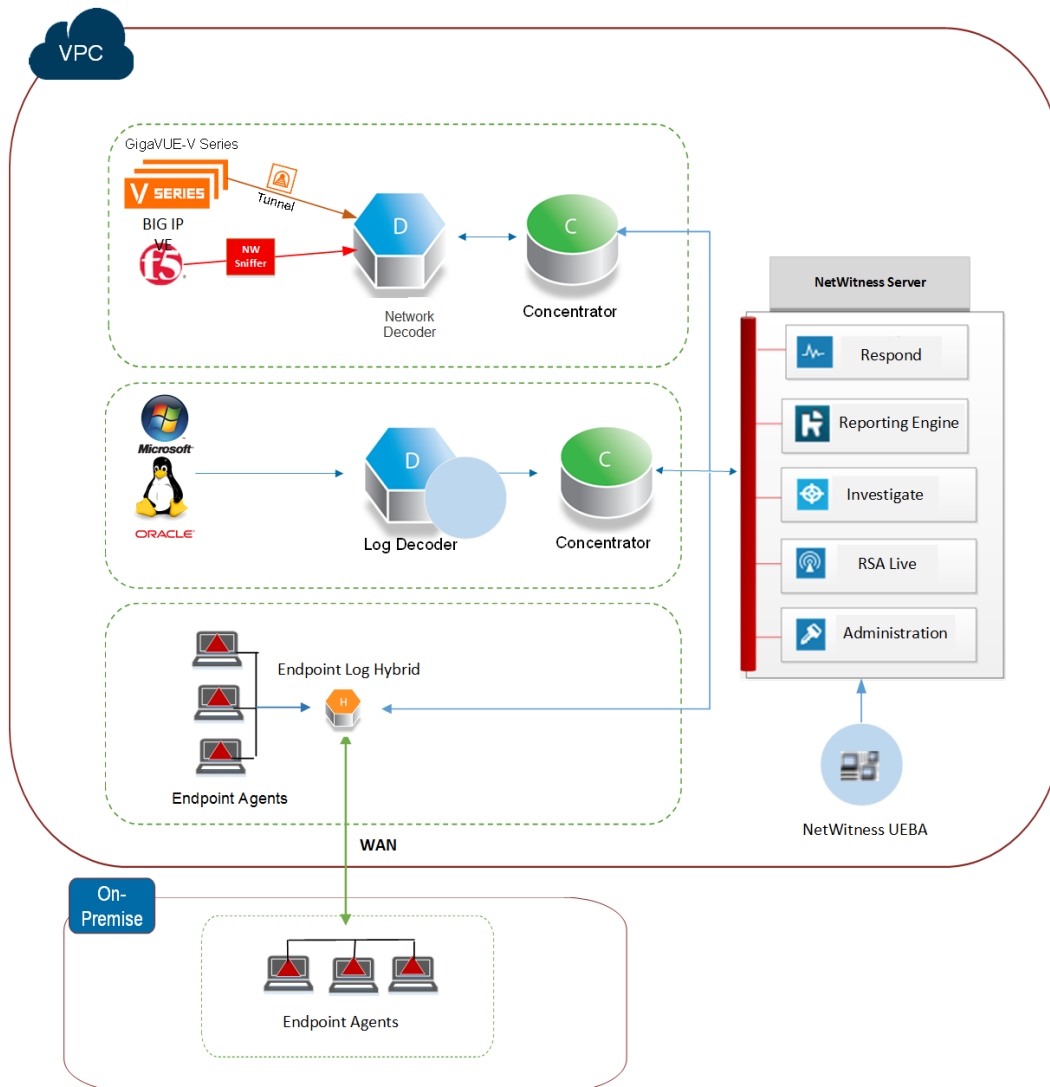 VPC
GigaVUE-V Series
V SERIES
Tunnel
BIG IP
VE
f5
NW
Sniffer
D
C
Network
Decoder
Concentrator
NetWitness Server
Respond
Reporting Engine
Investigate
RSA Live
Administration
Microsoft
ORACLE
D
C
Log Decoder
Concentrator
Endpoint Log Hybrid
H
Endpoint Agents
NetWitness UEBA
WAN
On-
Premise
Endpoint Agents